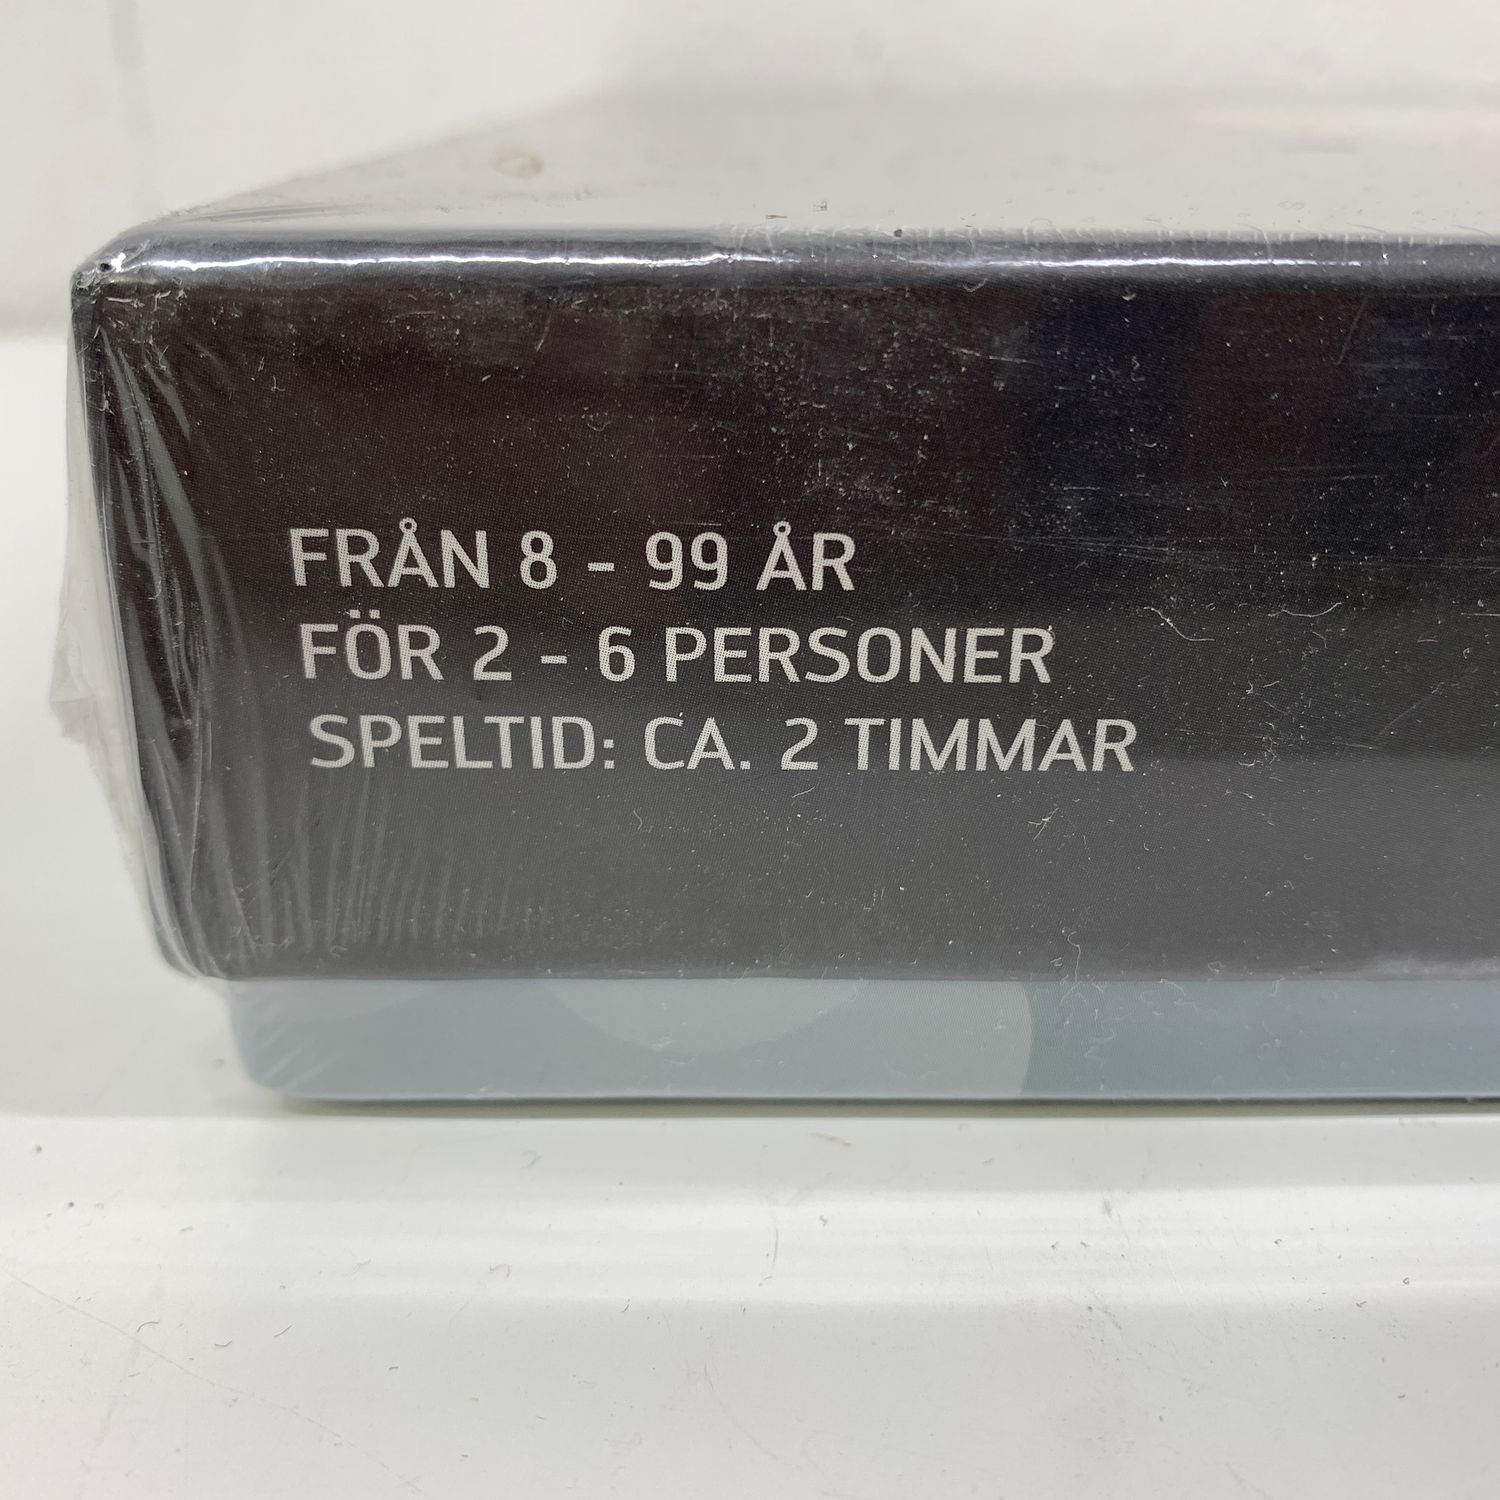 FRÅN 8 - 99 ÅR
FÖR 2 - 6 PERSONER
SPELTID: CA. 2 TIMMAR